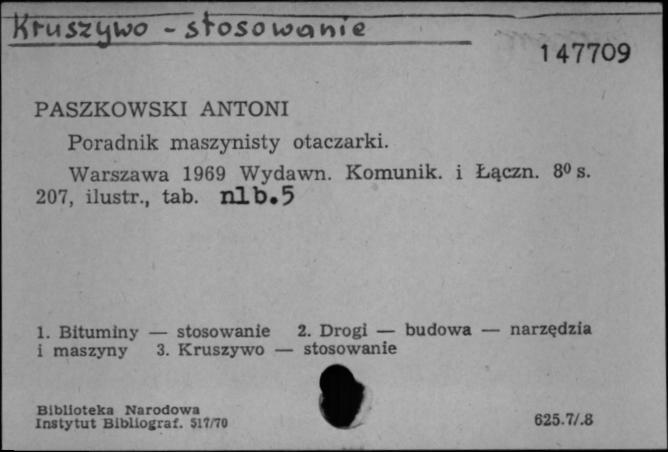 Kruszywo - stosowanie
147709
PASZKOWSKI ANTONI
Poradnik maszynisty otaczarki.
Warszawa 1969 Wydawn. Komunik. i Łączn. 8⁰ s.
207, ilustr., tab. nlb.5
1. Bituminy — stosowanie 2. Drogi — budowa — narzędzia
i maszyny 3. Kruszywo — stosowanie
Biblioteka Narodowa
Instytut Bibliograf. 517/70
625.7/.8